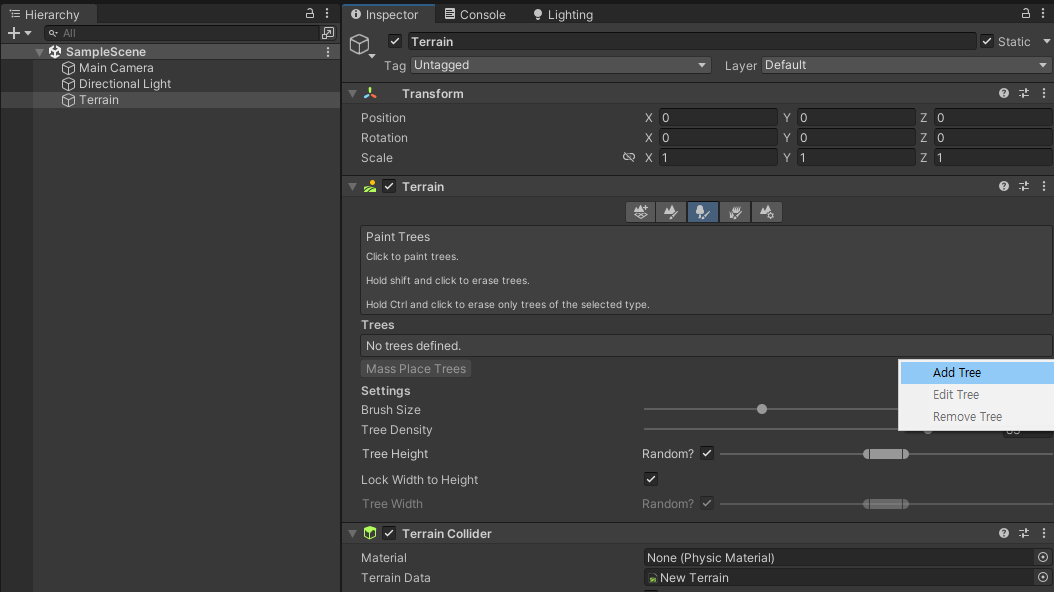 Hierarchy
All
SampleScene
Main Camera
Directional Light
Terrain
Inspector Console Lighting
Terrain Static
Tag Untagged Layer Default
Transform
Position X 0 Y 0 Z 0
Rotation X 0 Y 0 Z 0
Scale X 1 Y 1 Z 1
Terrain
Paint Trees
Click to paint trees.
Hold shift and click to erase trees.
Hold Ctrl and click to erase only trees of the selected type.
Trees
No trees defined.
Mass Place Trees
Add Tree
Edit Tree
Remove Tree
Settings
Brush Size
Tree Density
Tree Height Random?
Lock Width to Height
Tree Width Random?
Terrain Collider
Material None (Physic Material)
Terrain Data New Terrain